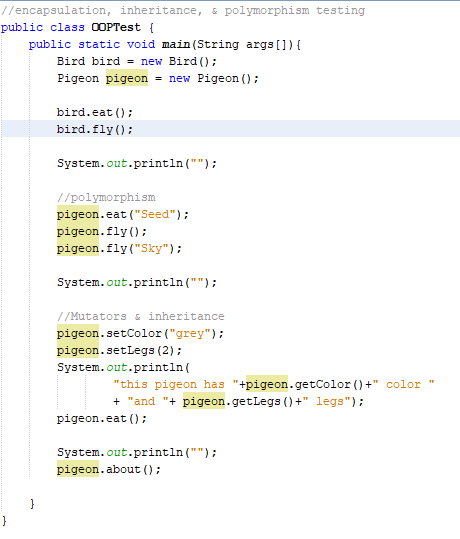 //encapsulation, inheritance, & polymorphism testing
public class OOPTest {
public static void main(String args[]){
Bird bird = new Bird();
Pigeon pigeon = new Pigeon();
bird.eat();
bird.fly();
System.out.println("");
//polymorphism
pigeon.eat("Seed");
pigeon.fly();
pigeon.fly("Sky");
System.out.println("");
//Mutators & inheritance
pigeon.setColor("grey");
pigeon.setLegs(2);
System.out.println(
"this pigeon has "+pigeon.getColor()+" color "
+ "and "+ pigeon.getLegs()+" legs");
pigeon.eat();
System.out.println("");
pigeon.about();
}
}